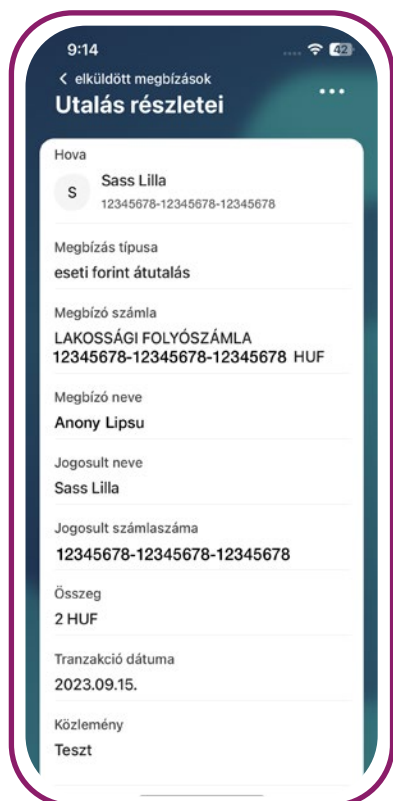 9:14
42
elküldött megbízások
Utalás részletei
Hova
S
Sass Lilla
12345678-12345678-12345678
Megbízás típusa
eseti forint átutalás
Megbízó számla
LAKOSSÁGI FOLYÓSZÁMLA
12345678-12345678-12345678 HUF
Megbízó neve
Anony Lipsu
Jogosult neve
Sass Lilla
Jogosult számlaszáma
12345678-12345678-12345678
Összeg
2 HUF
Tranzakció dátuma
2023.09.15.
Közlemény
Teszt